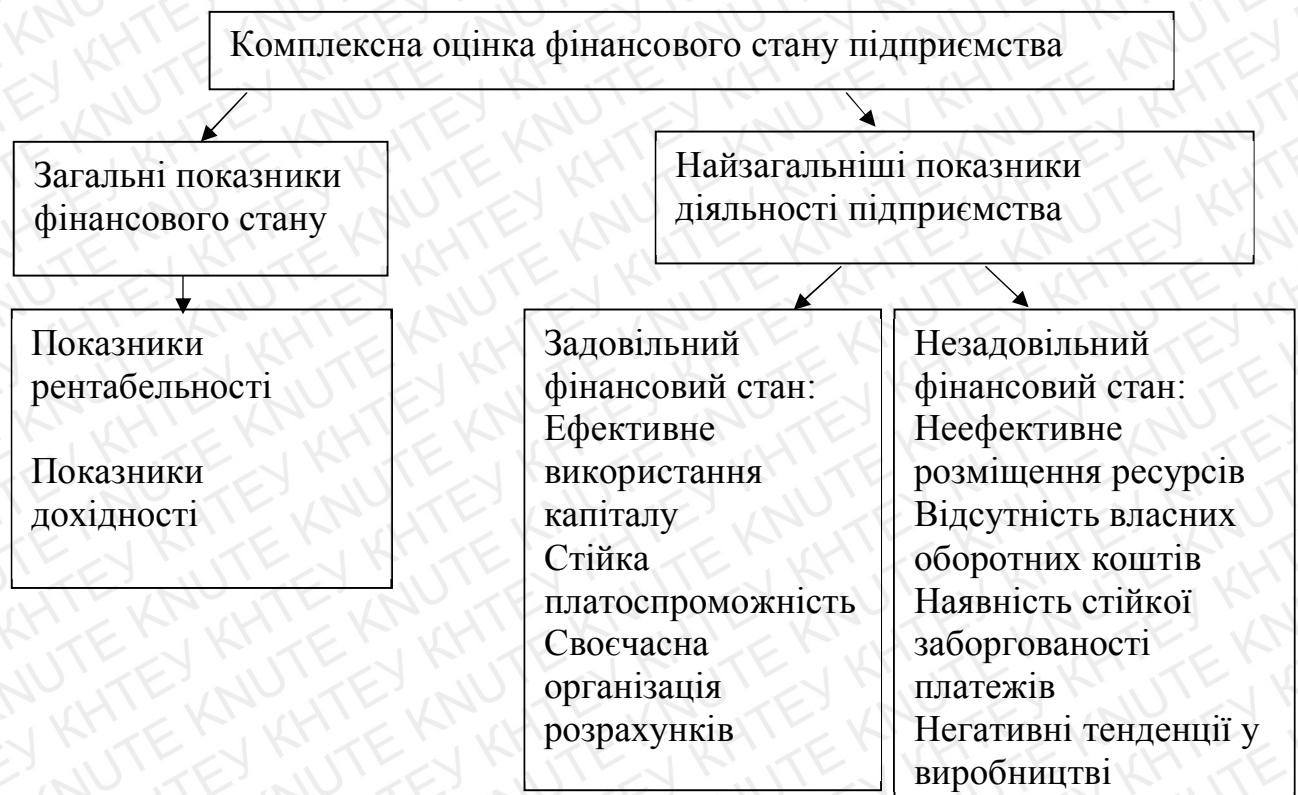 Комплексна оцінка фінансового стану підприємства
Загальні показники
фінансового стану
Найзагальніші показники
діяльності підприємства
Показники
рентабельності
Показники
дохідності
Задовільний
фінансовий стан:
Ефективне
використання
капіталу
Стійка
платоспроможність
Своєчасна
організація
розрахунків
Незадовільний
фінансовий стан:
Неефективне
розміщення ресурсів
Відсутність власних
оборотних коштів
Наявність стійкої
заборгованості
платежів
Негативні тенденції у
виробництві